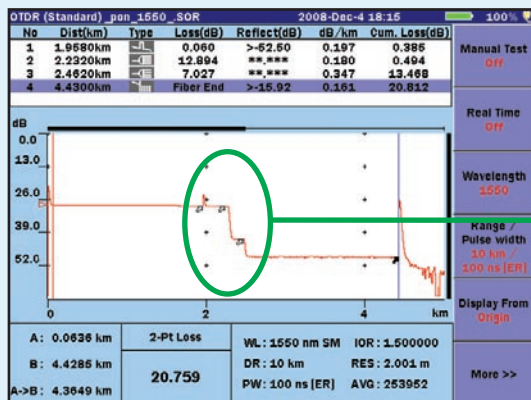 OTDR (Standard) _pon_1550_.SOR 2008-Dec-4 18:15 100%
No Dist(km) Type Loss(dB) Reflect(dB) dB/km Cum. Loss(dB)
1 1.9580km 0.060 >-52.50 0.197 0.385
2 2.2320km 12.894 **.*** 0.180 0.494
3 2.4620km 7.027 **.*** 0.347 13.468
4 4.4300km Fiber End >-15.92 0.161 20.812
Manual Test
Off
Real Time
Off
Wavelength
1550
Range /
Pulse width
10 km /
100 ns [ER]
Display From
Origin
More >>
dB
0.0
13.0
26.0
39.0
52.0
0 2 4 km
A: 0.0636 km
B: 4.4285 km
A->B: 4.3649 km
2-Pt Loss
20.759
WL: 1550 nm SM IOR: 1.500000
DR: 10 km RES: 2.001 m
PW: 100 ns [ER] AVG: 253952